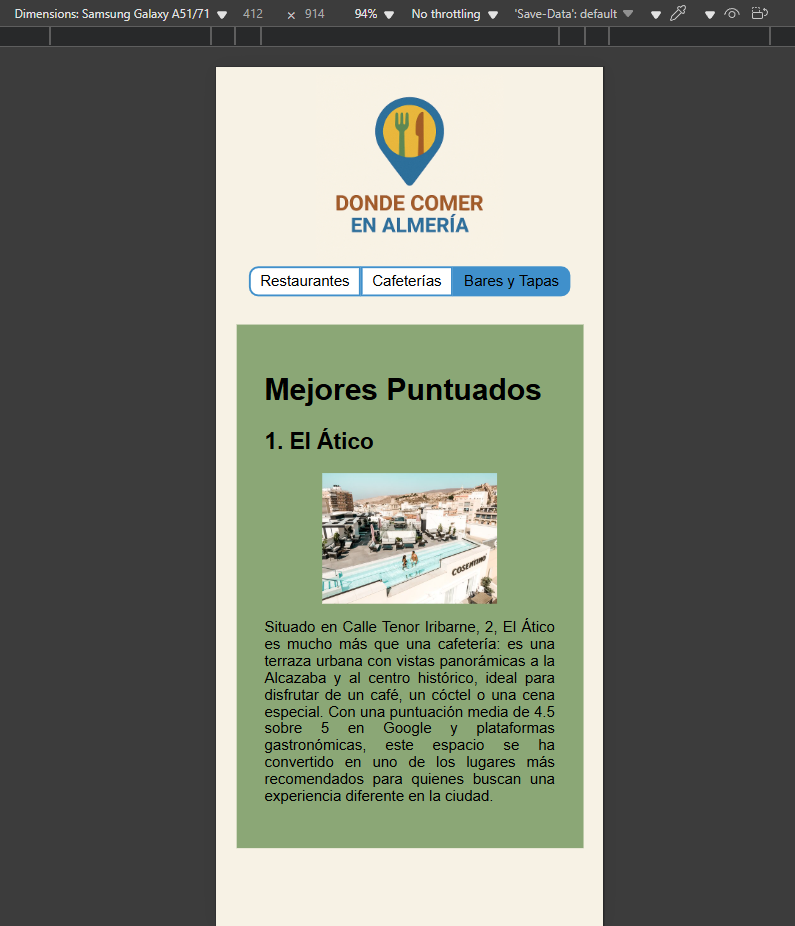 Dimensions: Samsung Galaxy A51/71 412 × 914 94% No throttling 'Save-Data': default
DONDE COMER
EN ALMERÍA
Restaurantes Cafeterías Bares y Tapas
Mejores Puntuados
1. El Ático
COSENTINO
Situado en Calle Tenor Iribarne, 2, El Ático
es mucho más que una cafetería: es una
terraza urbana con vistas panorámicas a la
Alcazaba y al centro histórico, ideal para
disfrutar de un café, un cóctel o una cena
especial. Con una puntuación media de 4.5
sobre 5 en Google y plataformas
gastronómicas, este espacio se ha
convertido en uno de los lugares más
recomendados para quienes buscan una
experiencia diferente en la ciudad.